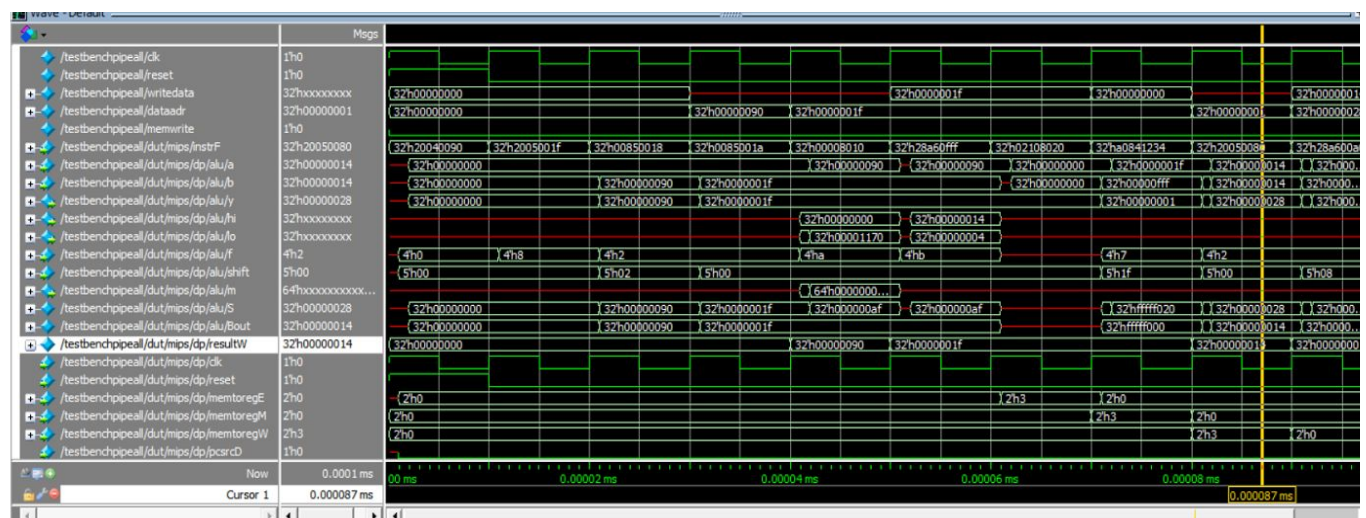 Wave - Default
Msgs
/testbenchpipeall/clk 1'h0
/testbenchpipeall/reset 1'h0
/testbenchpipeall/writedata 32'hxxxxxxxx 32'h00000000 32'h0000001f 32'h00000000
/testbenchpipeall/dataadr 32'h00000001 32'h00000000 32'h00000090 32'h0000001f
/testbenchpipeall/memwrite 1'h0
/testbenchpipeall/dut/mips/instrF 32'h20050080 32'h20040090 32'h2005001f 32'h00850018 32'h0085001a 32'h00008010 32'h28a60fff 32'h02108020 32'ha0841234
/testbenchpipeall/dut/mips/dp/alu/a 32'h00000014 32'h00000000 32'h00000090 32'h00000090 32'h00000000 32'h0000001f
/testbenchpipeall/dut/mips/dp/alu/b 32'h00000014 32'h00000000 32'h00000090 32'h0000001f 32'h00000000 32'h00000fff
/testbenchpipeall/dut/mips/dp/alu/y 32'h00000028 32'h00000000 32'h00000090 32'h0000001f 32'h00000001
/testbenchpipeall/dut/mips/dp/alu/hi 32'hxxxxxxxx 32'h00000000 32'h00000014
/testbenchpipeall/dut/mips/dp/alu/lo 32'hxxxxxxxx 32'h00001170 32'h00000004
/testbenchpipeall/dut/mips/dp/alu/f 4'h2 4'h0 4'h8 4'h2 4'ha 4'hb 4'h7 4'h2
/testbenchpipeall/dut/mips/dp/alu/shift 5'h00 5'h00 5'h02 5'h00 5'h1f 5'h00 5'h08
/testbenchpipeall/dut/mips/dp/alu/m 64'hxxxxxxxxxxx... 64'h0000000...
/testbenchpipeall/dut/mips/dp/alu/S 32'h00000028 32'h00000000 32'h00000090 32'h0000001f 32'h000000af 32'h000000af 32'hfffff020
/testbenchpipeall/dut/mips/dp/alu/Bout 32'h00000014 32'h00000000 32'h00000090 32'h0000001f 32'hfffff000
/testbenchpipeall/dut/mips/dp/resultW 32'h00000014 32'h00000000 32'h00000090 32'h0000001f
/testbenchpipeall/dut/mips/dp/clk 1'h0
/testbenchpipeall/dut/mips/dp/reset 1'h0
/testbenchpipeall/dut/mips/dp/memtoregE 2'h0 2'h0 2'h3 2'h0
/testbenchpipeall/dut/mips/dp/memtoregM 2'h0 2'h0 2'h3 2'h0
/testbenchpipeall/dut/mips/dp/memtoregW 2'h3 2'h0 2'h3 2'h0
/testbenchpipeall/dut/mips/dp/pcsrcD 1'h0
Now 0.0001 ms 00 ms 0.00002 ms 0.00004 ms 0.00006 ms 0.00008 ms
Cursor 1 0.000087 ms 0.000087 ms